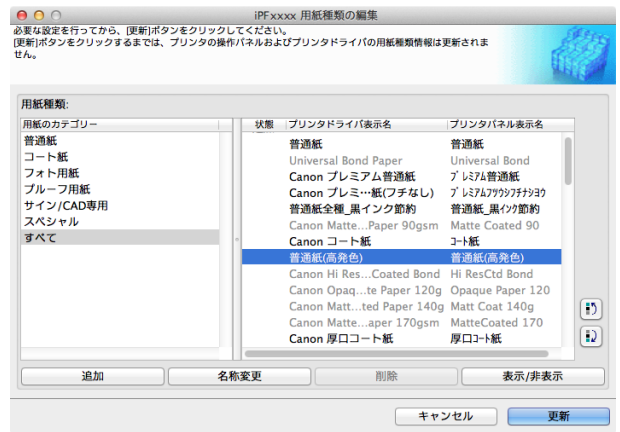 iPFxxxx 用紙種類の編集
必要な設定を行ってから、[更新]ボタンをクリックしてください。
[更新]ボタンをクリックするまでは、プリンタの操作パネルおよびプリンタドライバの用紙種類情報は更新されま
せん。
用紙種類:
用紙のカテゴリー
普通紙
コート紙
フォト用紙
プルーフ用紙
サイン/CAD専用
スペシャル
すべて
状態 プリンタドライバ表示名 プリンタパネル表示名
普通紙 普通紙
Universal Bond Paper Universal Bond
Canon プレミアム普通紙 プレミアム普通紙
Canon プレミ…紙(フチなし) プレミアムフツウシフチナシヨウ
普通紙全種_黒インク節約 普通紙_黒インク節約
Canon Matte…Paper 90gsm Matte Coated 90
Canon コート紙 コート紙
普通紙(高発色) 普通紙(高発色)
Canon Hi Res…Coated Bond Hi ResCtd Bond
Canon Opaq…te Paper 120g Opaque Paper 120
Canon Matt…ted Paper 140g Matt Coat 140g
Canon Matte…aper 170gsm MatteCoated 170
Canon 厚口コート紙 厚口コート紙
追加 名称変更 削除 表示/非表示
キャンセル 更新